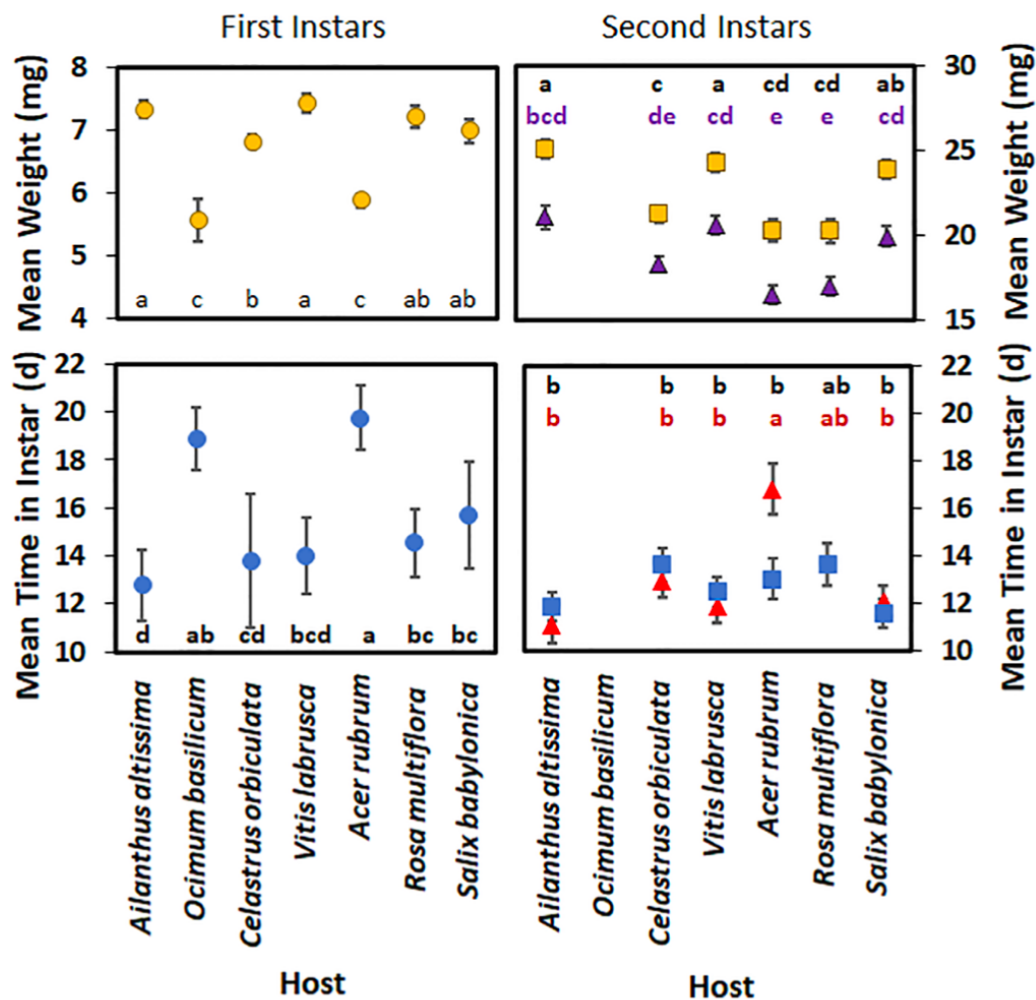 First Instars
Second Instars
Mean Weight (mg)
8
7
6
5
4
a c b a c ab ab
a c a cd cd ab
bcd de cd e e cd
30
25
20
15
Mean Weight (mg)
Mean Time in Instar (d)
22
20
18
16
14
12
10
d ab cd bcd a bc bc
b b b b ab b
b b b a ab b
22
20
18
16
14
12
10
Mean Time in Instar (d)
Ailanthus altissima
Ocimum basilicum
Celastrus orbiculata
Vitis labrusca
Acer rubrum
Rosa multiflora
Salix babylonica
Ailanthus altissima
Ocimum basilicum
Celastrus orbiculata
Vitis labrusca
Acer rubrum
Rosa multiflora
Salix babylonica
Host
Host